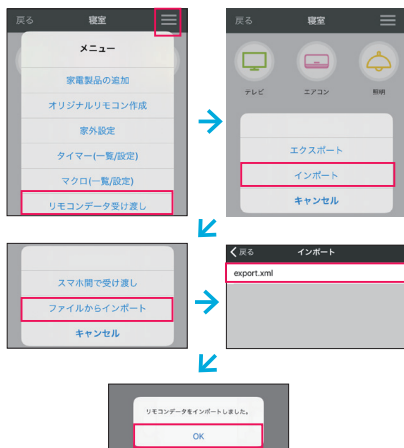 戻る
寝室
メニュー
家電製品の追加
オリジナルリモコン作成
家外設定
タイマー(一覧/設定)
マクロ(一覧/設定)
リモコンデータ受け渡し
戻る
寝室
テレビ
エアコン
照明
エクスポート
インポート
キャンセル
スマホ間で受け渡し
ファイルからインポート
キャンセル
戻る
インポート
export.xml
リモコンデータをインポートしました。
OK